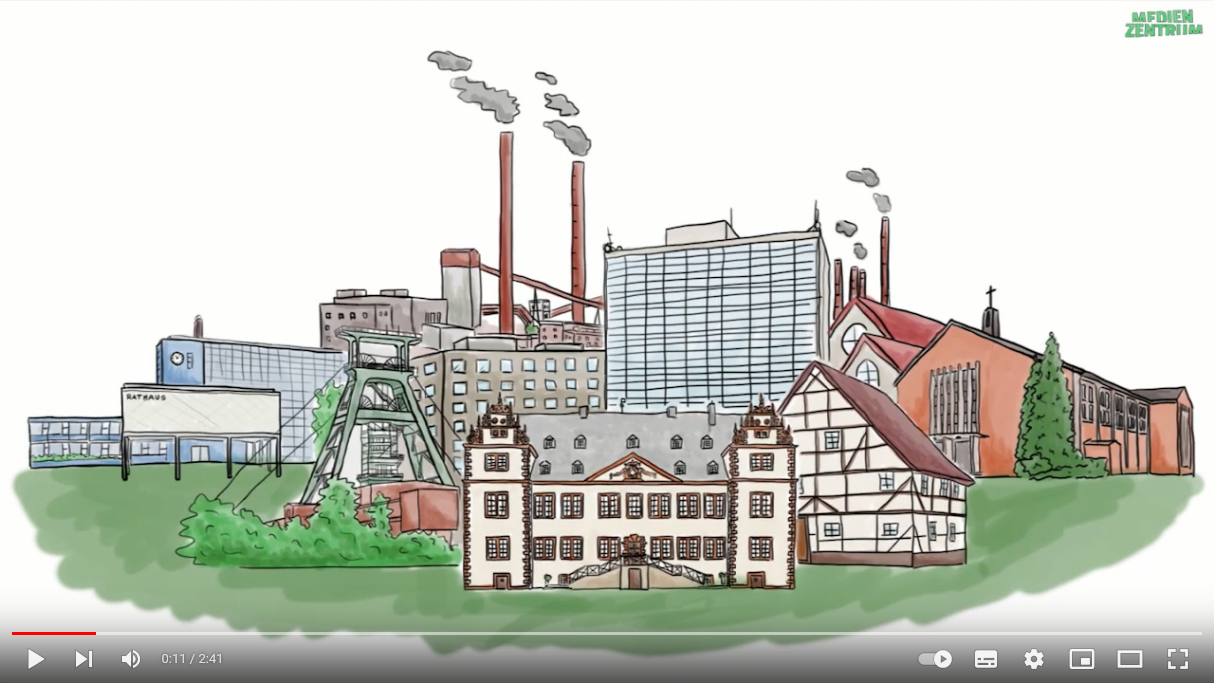 MEDIEN
ZENTRUM
RATHAUS
0:11 / 2:41